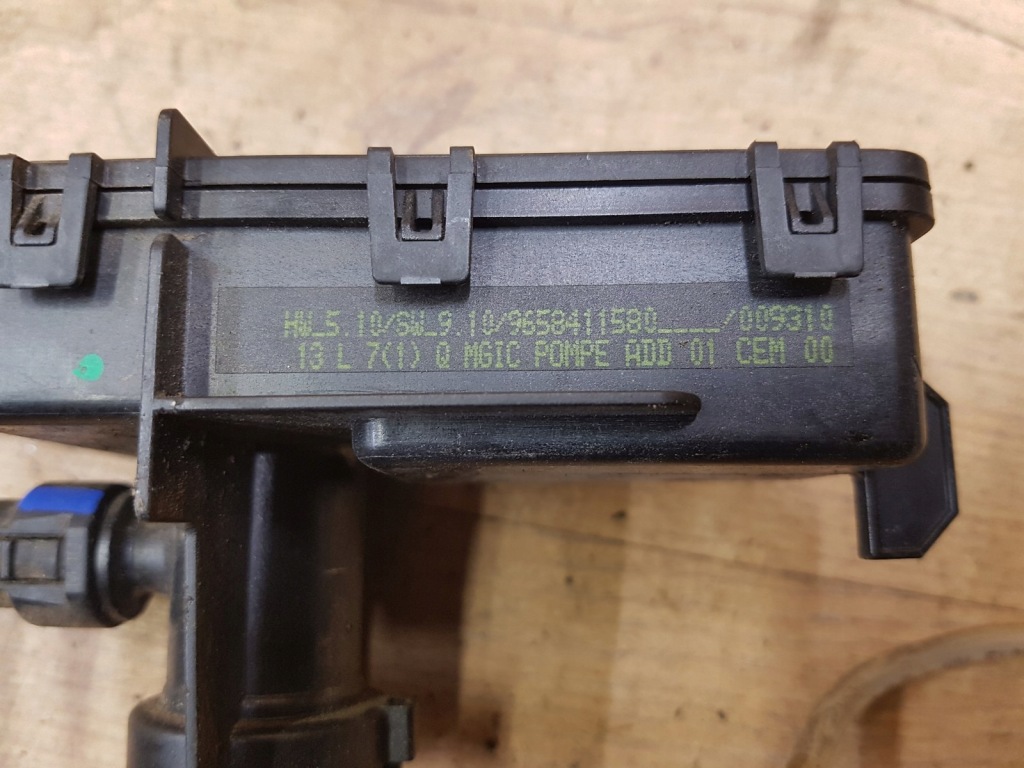 HW_5.10/SW_9.10/9658411580____/009310
13 L 7(1) Q MGIC POMPE ADD 01 CEM 00